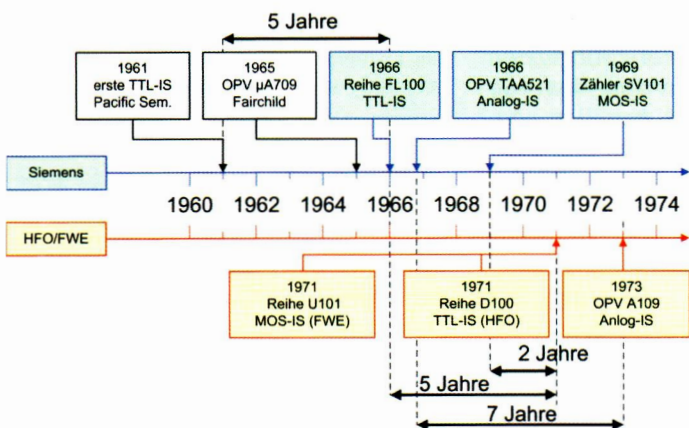 5 Jahre
1961
erste TTL-IS
Pacific Sem.
1965
OPV µA709
Fairchild
1966
Reihe FL100
TTL-IS
1966
OPV TAA521
Analog-IS
1969
Zähler SV101
MOS-IS
Siemens
1960 1962 1964 1966 1968 1970 1972 1974
HFO/FWE
1971
Reihe U101
MOS-IS (FWE)
1971
Reihe D100
TTL-IS (HFO)
1973
OPV A109
Anlog-IS
2 Jahre
5 Jahre
7 Jahre